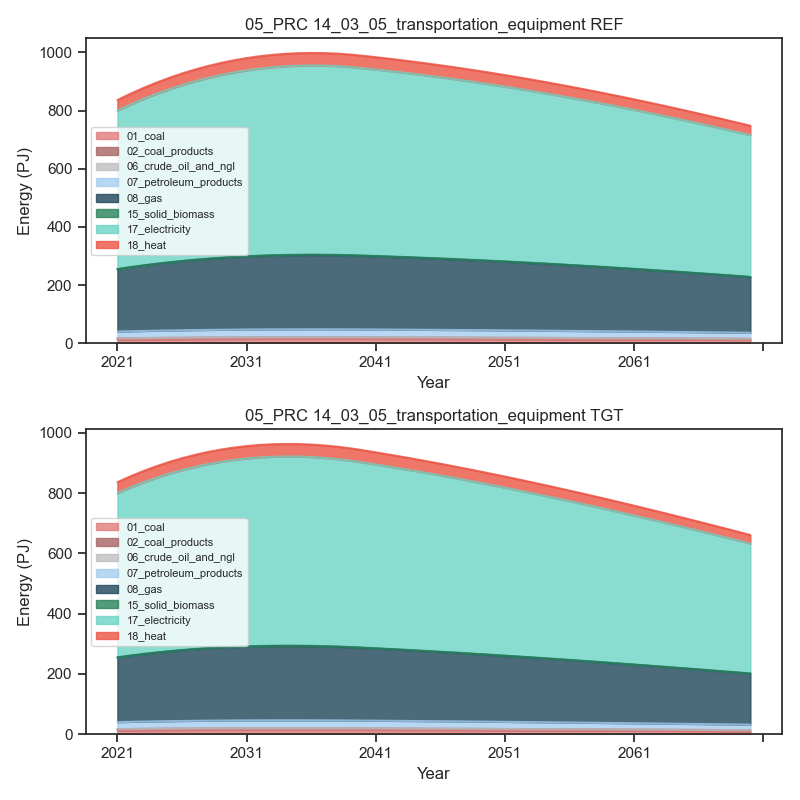 05_PRC 14_03_05_transportation_equipment REF
1000
800
600
400
200
0
Energy (PJ)
01_coal
02_coal_products
06_crude_oil_and_ngl
07_petroleum_products
08_gas
15_solid_biomass
17_electricity
18_heat
2021 2031 2041 2051 2061
Year
05_PRC 14_03_05_transportation_equipment TGT
1000
800
600
400
200
0
Energy (PJ)
01_coal
02_coal_products
06_crude_oil_and_ngl
07_petroleum_products
08_gas
15_solid_biomass
17_electricity
18_heat
2021 2031 2041 2051 2061
Year